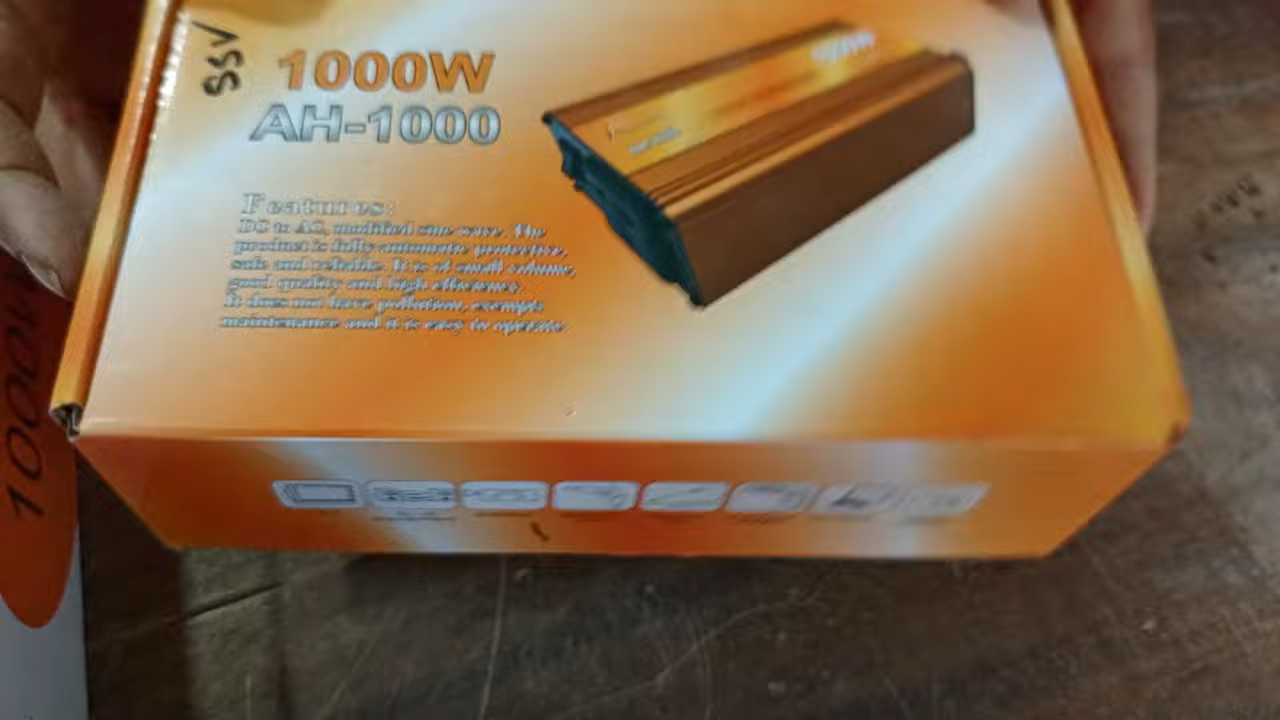 SSV
1000W
AH-1000
Features:
DC to AC, modified sine wave. The
product is fully automatic protective,
safe and reliable. It is of small volume,
good quality and high efficiency.
It does not have pollution, exempts
maintenance and it is easy to operate.
1000W